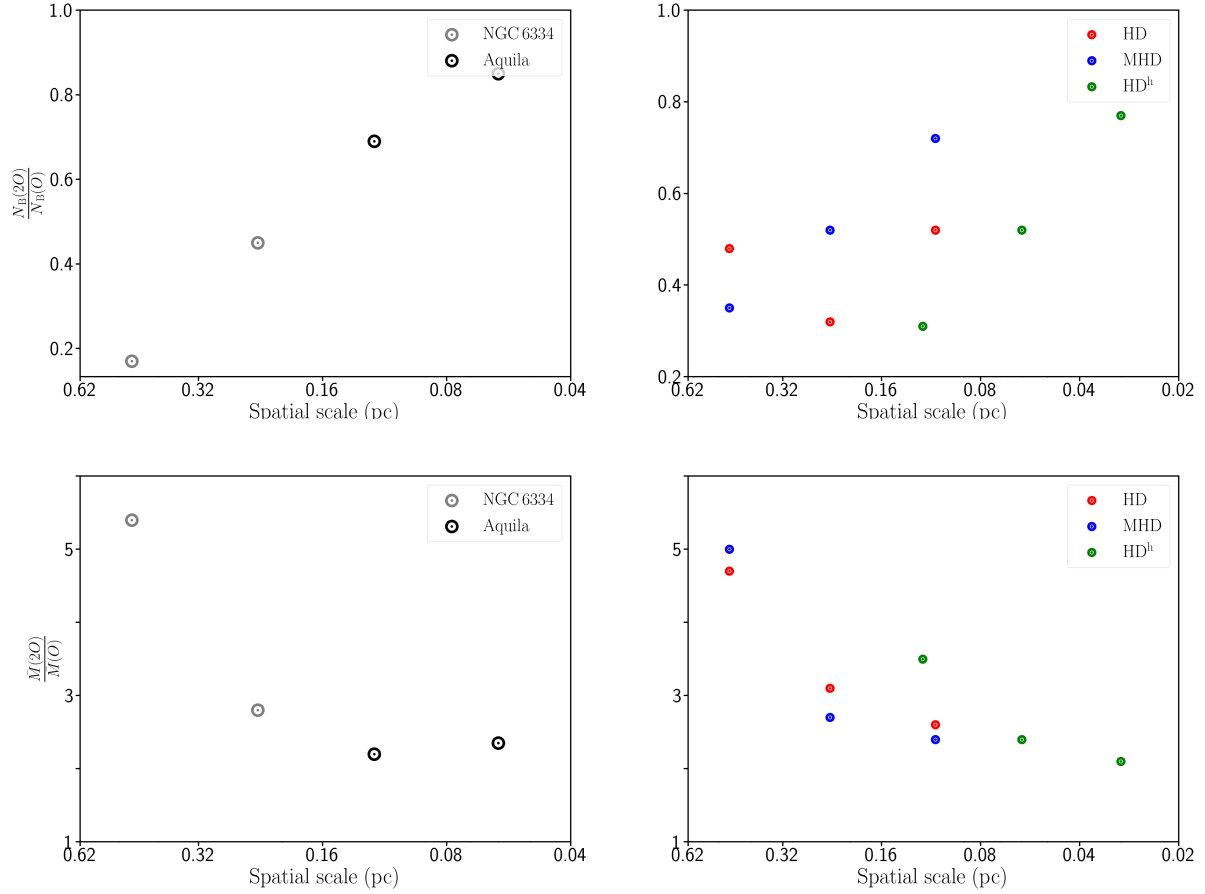 1.0
0.8
0.6
0.4
0.2
0.62
0.32
0.16
0.08
0.04
Spatial scale (pc)
N_B(2O)
N_B(O)
NGC 6334
Aquila
1.0
0.8
0.6
0.4
0.2
0.62
0.32
0.16
0.08
0.04
0.02
Spatial scale (pc)
HD
MHD
HD^h
5
3
1
0.62
0.32
0.16
0.08
0.04
Spatial scale (pc)
M̄(2O)
M̄(O)
NGC 6334
Aquila
5
3
1
0.62
0.32
0.16
0.08
0.04
0.02
Spatial scale (pc)
HD
MHD
HD^h